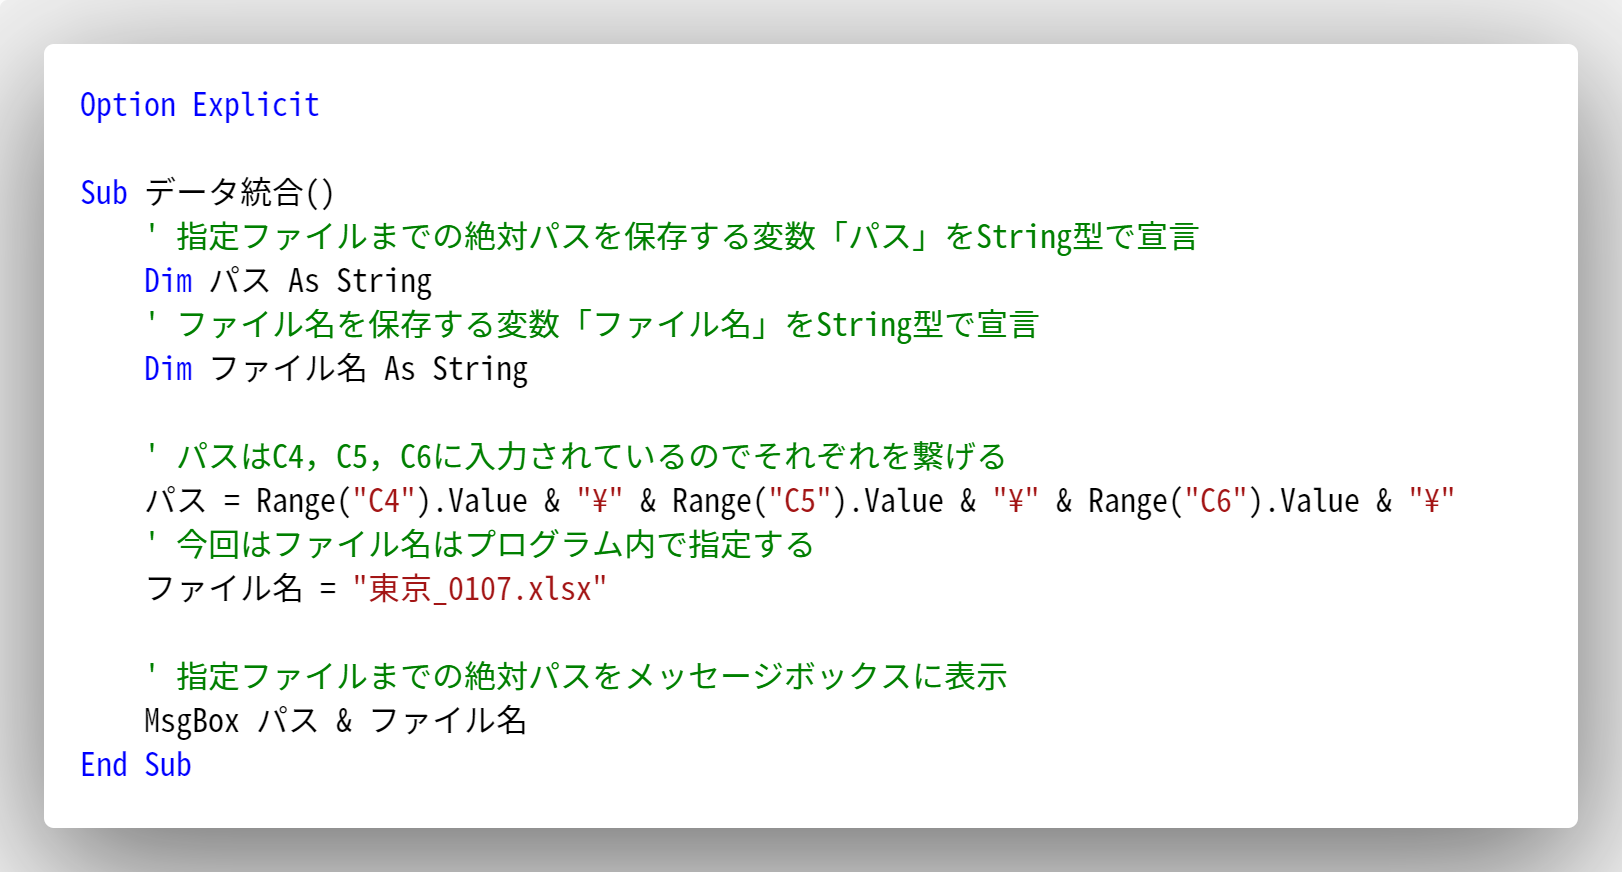 Option Explicit

Sub データ統合()
    ' 指定ファイルまでの絶対パスを保存する変数「パス」をString型で宣言
    Dim パス As String
    ' ファイル名を保存する変数「ファイル名」をString型で宣言
    Dim ファイル名 As String

    ' パスはC4，C5，C6に入力されているのでそれぞれを繋げる
    パス = Range("C4").Value & "¥" & Range("C5").Value & "¥" & Range("C6").Value & "¥"
    ' 今回はファイル名はプログラム内で指定する
    ファイル名 = "東京_0107.xlsx"

    ' 指定ファイルまでの絶対パスをメッセージボックスに表示
    MsgBox パス & ファイル名
End Sub